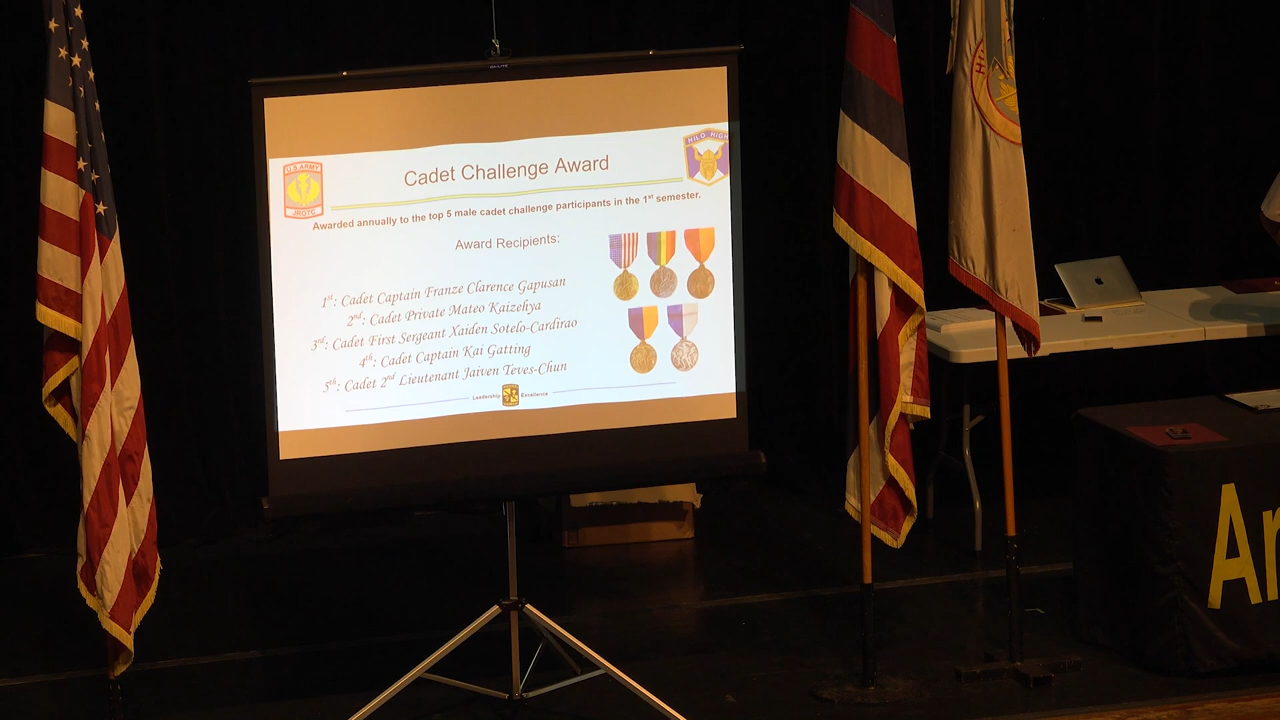 U.S. ARMY
JROTC
Cadet Challenge Award
HILO HIGH
Awarded annually to the top 5 male cadet challenge participants in the 1st semester.
Award Recipients:
1st: Cadet Captain Franze Clarence Gapusan
2nd: Cadet Private Mateo Kaizehya
3rd: Cadet First Sergeant Xaiden Sotelo-Cardirao
4th: Cadet Captain Kai Gatting
5th: Cadet 2nd Lieutenant Jaiven Teves-Chun
Leadership Excellence
Ar